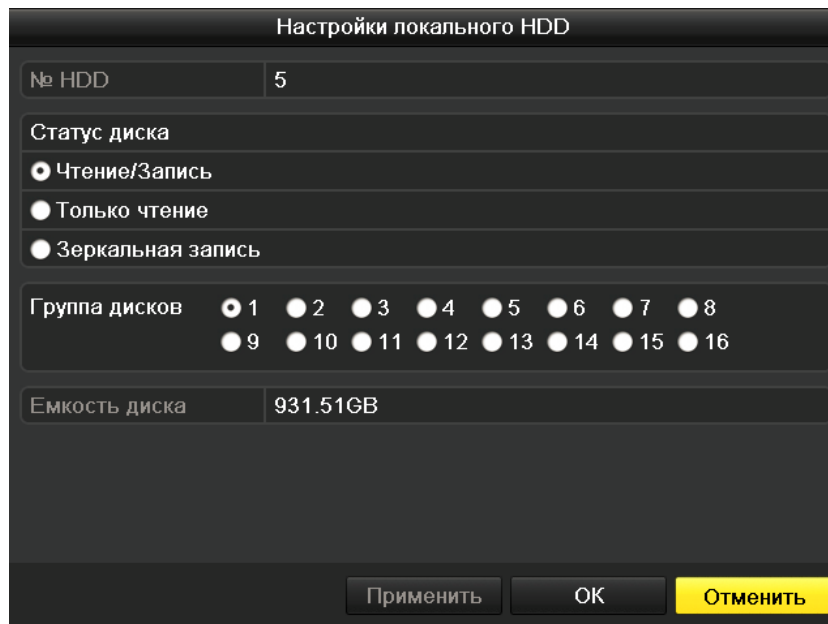 Настройки локального HDD
№ HDD 5
Статус диска
Чтение/Запись
Только чтение
Зеркальная запись
Группа дисков 1 2 3 4 5 6 7 8
9 10 11 12 13 14 15 16
Емкость диска 931.51GB
Применить OK Отменить